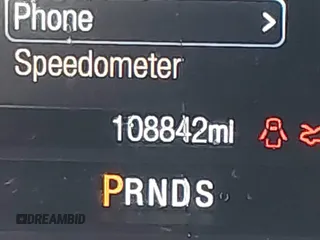 Phone >
Speedometer
108842mi
PRNDS
DREAMBID